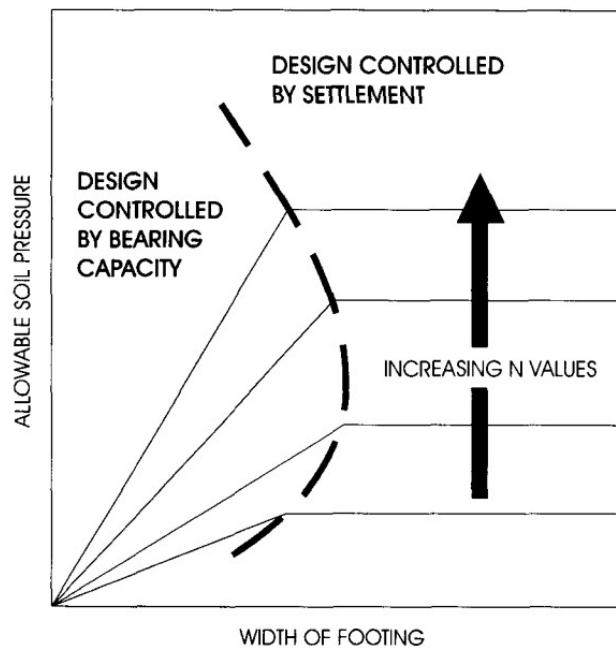 DESIGN CONTROLLED
BY SETTLEMENT
DESIGN
CONTROLLED
BY BEARING
CAPACITY
ALLOWABLE SOIL PRESSURE
INCREASING N VALUES
WIDTH OF FOOTING